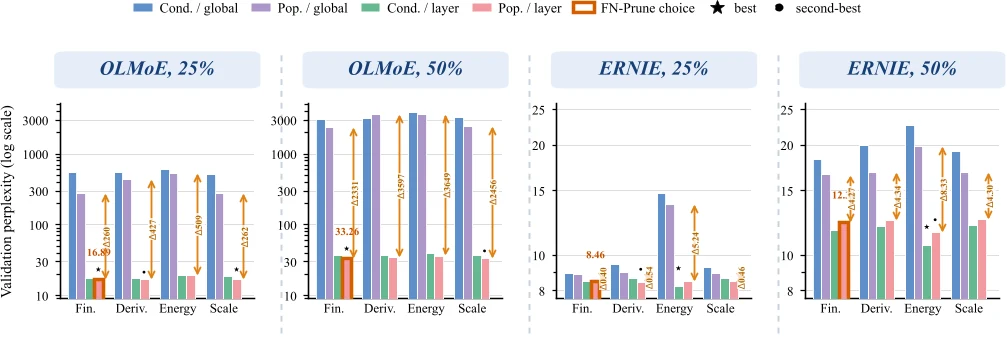 Cond. / global Pop. / global Cond. / layer Pop. / layer FN-Prune choice best second-best
OLMoE, 25%
OLMoE, 50%
ERNIE, 25%
ERNIE, 50%
Validation perplexity (log scale)
3000
1000
300
100
30
10
16.89
Δ260
Δ427
Δ509
Δ262
Fin. Deriv. Energy Scale
3000
1000
300
100
30
10
33.26
Δ2331
Δ3597
Δ3649
Δ2456
Fin. Deriv. Energy Scale
25
20
15
10
8
8.46
Δ0.40
Δ0.54
Δ5.24
Δ0.46
Fin. Deriv. Energy Scale
25
20
15
10
8
Δ4.27
Δ4.34
Δ8.33
Δ4.30
Fin. Deriv. Energy Scale